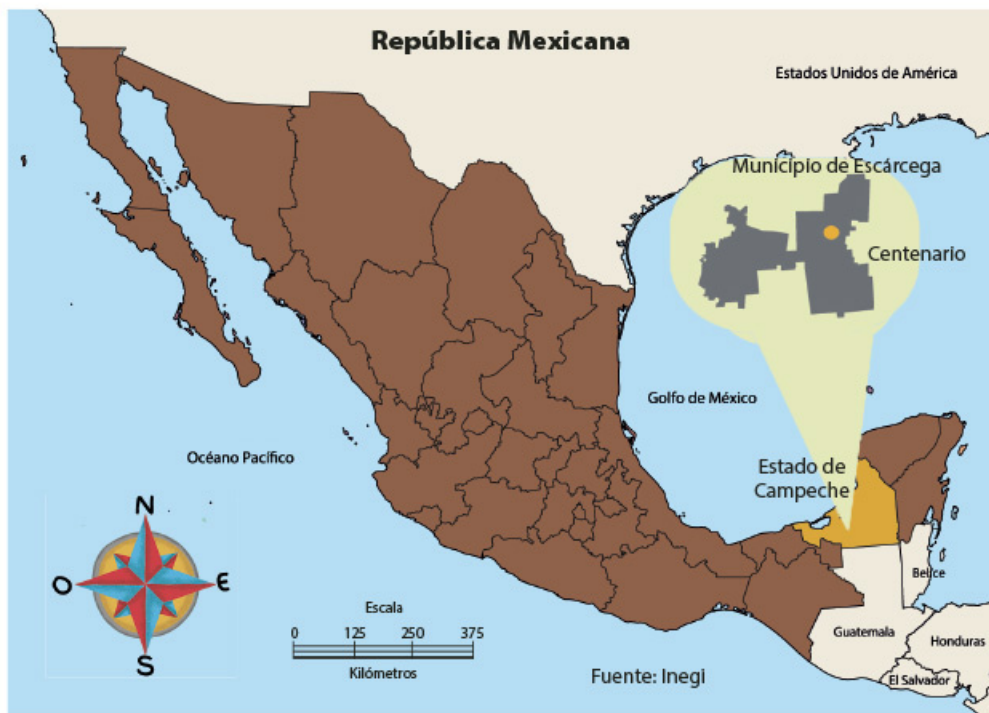 República Mexicana
Estados Unidos de América
Municipio de Escárcega
Centenario
Golfo de México
Océano Pacífico
Estado de
Campeche
N
O
E
S
Escala
0 125 250 375
Kilómetros
Fuente: Inegi
Belice
Guatemala
Honduras
El Salvador